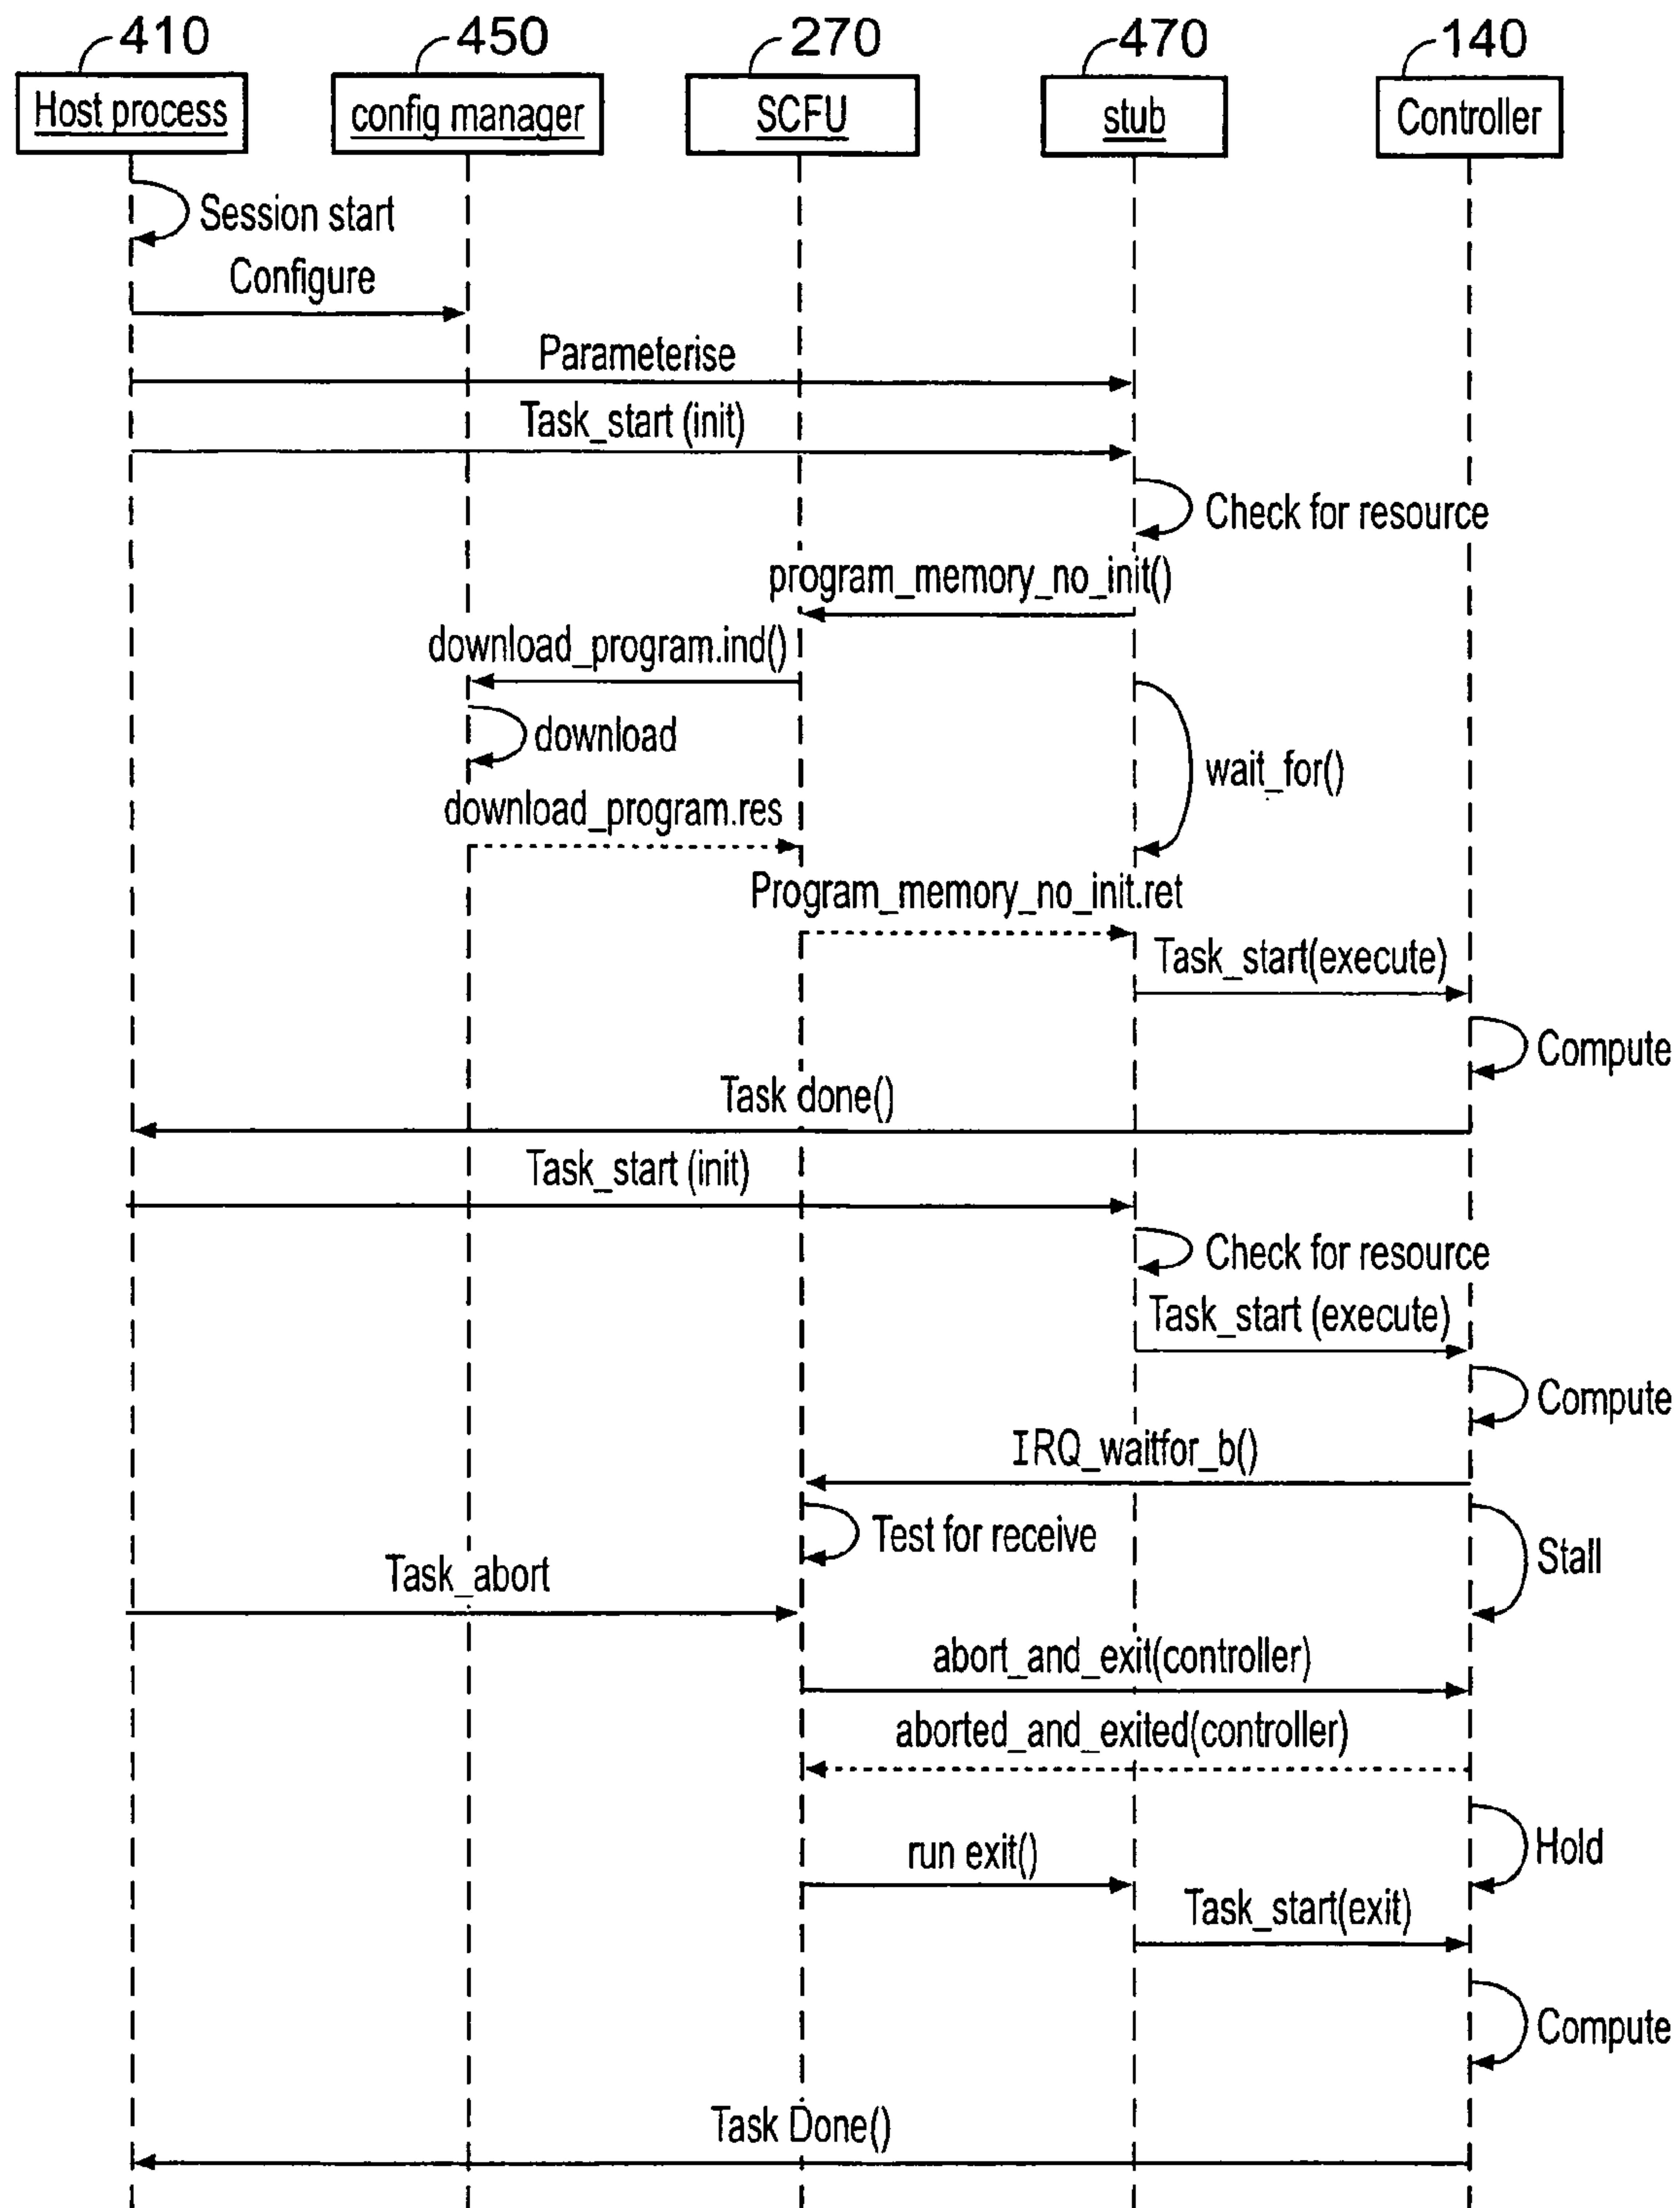 410
450
270
470
140
Host process
config manager
SCFU
stub
Controller
Session start
Configure
Parameterise
Task_start (init)
Check for resource
program_memory_no_init()
download_program.ind()
download
wait_for()
download_program.res
Program_memory_no_init.ret
Task_start(execute)
Compute
Task done()
Task_start (init)
Check for resource
Task_start (execute)
Compute
IRQ_waitfor_b()
Test for receive
Stall
Task_abort
abort_and_exit(controller)
aborted_and_exited(controller)
Hold
run exit()
Task_start(exit)
Compute
Task Done()